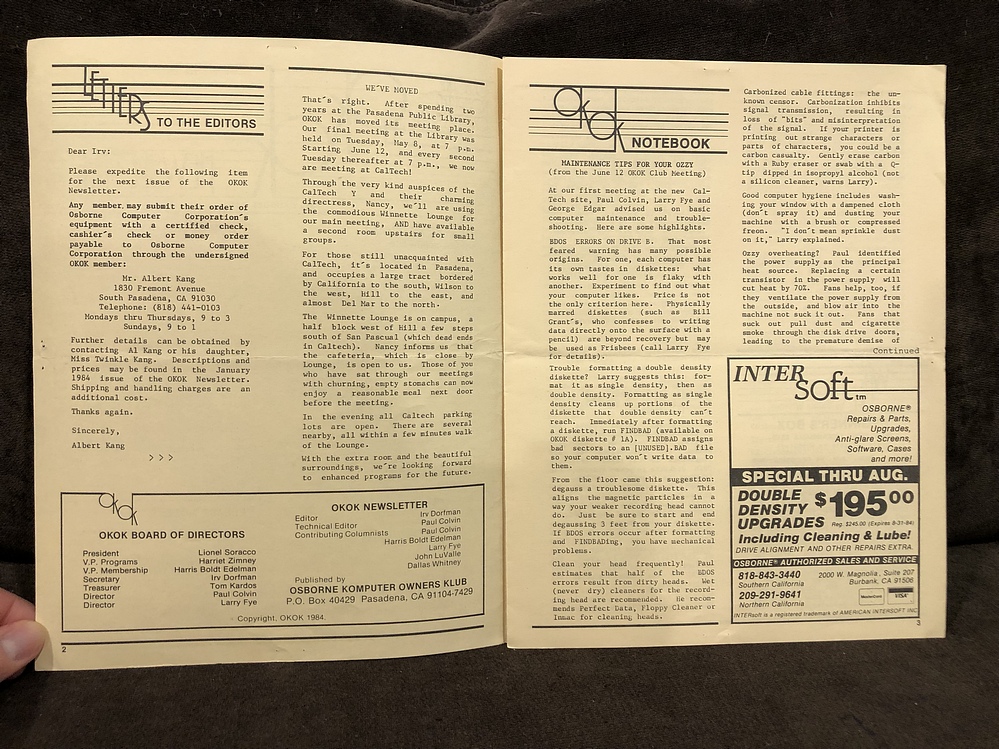 LETTERS
TO THE EDITORS
Dear Irv:
Please expedite the following item
for the next issue of the OKOK
Newsletter.
Any member may submit their order of
Osborne Computer Corporation's
equipment with a certified check,
cashier's check or money order
payable to Osborne Computer
Corporation through the undersigned
OKOK member:
Mr. Albert Kang
1830 Fremont Avenue
South Pasadena, CA 91030
Telephone: (818) 441-0103
Mondays thru Thursdays, 9 to 3
Sundays, 9 to 1
Further details can be obtained by
contacting Al Kang or his daughter,
Miss Twinkle Kang. Descriptions and
prices may be found in the January
1984 issue of the OKOK Newsletter.
Shipping and handling charges are an
additional cost.
Thanks again.
Sincerely,
Albert Kang
> > >
WE'VE MOVED
That's right. After spending two
years at the Pasadena Public Library,
OKOK has moved its meeting place.
Our final meeting at the Library was
held on Tuesday, May 8, at 7 p.m.
Starting June 12, and every second
Tuesday thereafter at 7 p.m., we now
are meeting at CalTech!
Through the very kind auspices of the
CalTech Y and their charming
directress, Nancy, we'll are using
the commodious Winnette Lounge for
our main meeting, AND have available
a second room upstairs for small
groups.
For those still unacquainted with
CalTech, it's located in Pasadena,
and occupies a large tract bordered
by California to the south, Wilson to
the west, Hill to the east, and
almost Del Mar to the north.
The Winnette Lounge is on campus, a
half block west of Hill a few steps
south of San Pascual (which dead ends
in Caltech). Nancy informs us that
the cafeteria, which is close by
Lounge, is open to us. Those of you
who have sat through our meetings
with churning, empty stomachs can now
enjoy a reasonable meal next door
before the meeting.
In the evening all Caltech parking
lots are open. There are several
nearby, all within a few minutes walk
of the Lounge.
With the extra room and the beautiful
surroundings, we're looking forward
to enhanced programs for the future.
OKOK
OKOK BOARD OF DIRECTORS
President Lionel Soracco
V.P. Programs Harriet Zimney
V.P. Membership Harris Boldt Edelman
Secretary Irv Dorfman
Treasurer Tom Kardos
Director Paul Colvin
Director Larry Fye
OKOK NEWSLETTER
Editor Irv Dorfman
Technical Editor Paul Colvin
Contributing Columnists Paul Colvin
Harris Boldt Edelman
Larry Fye
John LuValle
Dallas Whitney
Published by
OSBORNE KOMPUTER OWNERS KLUB
P.O. Box 40429 Pasadena, CA 91104-7429
Copyright, OKOK 1984.
2
OKOK
NOTEBOOK
MAINTENANCE TIPS FOR YOUR OZZY
(from the June 12 OKOK Club Meeting)
At our first meeting at the new Cal-
Tech site, Paul Colvin, Larry Fye and
George Edgar advised us on basic
computer maintenance and trouble-
shooting. Here are some highlights.
BDOS ERRORS ON DRIVE B. That most
feared warning has many possible
origins. For one, each computer has
its own tastes in diskettes: what
works well for one is flaky with
another. Experiment to find out what
your computer likes. Price is not
the only criterion here. Physically
marred diskettes (such as Bill
Grant's, who confesses to writing
data directly onto the surface with a
pencil) are beyond recovery but may
be used as Frisbees (call Larry Fye
for details).
Trouble formatting a double density
diskette? Larry suggests this: for-
mat it as single density, then as
double density. Formatting as single
density cleans up portions of the
diskette that double density can't
reach. Immediately after formatting
a diskette, run FINDBAD (available on
OKOK diskette # 1A). FINDBAD assigns
bad sectors to an [UNUSED].BAD file
so your computer won't write data to
them.
From the floor came this suggestion:
degauss a troublesome diskette. This
aligns the magnetic particles in a
way your weaker recording head cannot
do. Just be sure to start and end
degaussing 3 feet from your diskette.
If BDOS errors occur after formatting
and FINDBADing, you have mechanical
problems.
Clean your head frequently! Paul
estimates that half of the BDOS
errors result from dirty heads. Wet
(never dry) cleaners for the record-
ing head are recommended. He recom-
mends Perfect Data, Floppy Cleaner or
Inmac for cleaning heads.
Carbonized cable fittings: the un-
known censor. Carbonization inhibits
signal transmission, resulting in
loss of "bits" and misinterpretation
of the signal. If your printer is
printing out strange characters or
parts of characters, you could be a
carbon casualty. Gently erase carbon
with a Ruby eraser or swab with a Q-
tip dipped in isopropyl alcohol (not
a silicon cleaner, warns Larry).
Good computer hygiene includes wash-
ing your window with a dampened cloth
(don't spray it) and dusting your
machine with a brush or compressed
freon. "I don't mean sprinkle dust
on it," Larry explained.
Ozzy overheating? Paul identified
the power supply as the principal
heat source. Replacing a certain
transistor in the power supply will
cut heat by 70%. Fans help, too, if
they ventilate the power supply from
the outside, and blow air into the
machine not suck it out. Fans that
suck out pull dust and cigarette
smoke through the disk drive doors,
leading to the premature demise of
Continued
INTER soft tm
OSBORNE®
Repairs & Parts,
Upgrades,
Anti-glare Screens,
Software, Cases
and more!
SPECIAL THRU AUG.
DOUBLE
DENSITY
UPGRADES
$195 00
Reg. $245.00 (Expires 8-31-84)
Including Cleaning & Lube!
DRIVE ALIGNMENT AND OTHER REPAIRS EXTRA.
OSBORNE® AUTHORIZED SALES AND SERVICE
818-843-3440
Southern California
209-291-9641
Northern California
2000 W. Magnolia, Suite 207
Burbank, CA 91506
MasterCard
VISA
INTERsoft is a registered trademark of AMERICAN INTERSOFT INC.
3